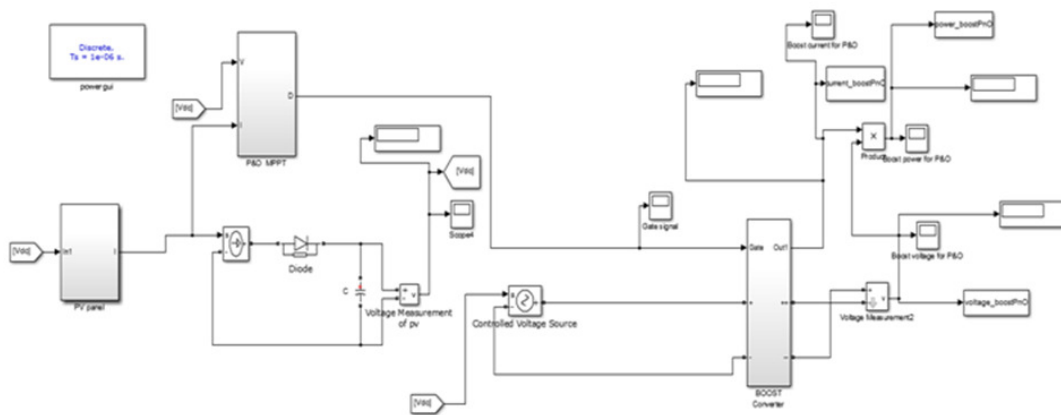 Discrete,
Ts = 1e-06 s.
powergui
[Vdc]
V
I
D
P&O MPPT
[Vdc]
In1
I
PV panel
Diode
C
+
-
v
Voltage Measurement
of pv
[Vdc]
Scope4
Gate signal
[Vdc]
Controlled Voltage Source
Gate
Out1
+
-
BOOST
Converter
Boost current for P&O
Product
Boost power for P&O
power_boostPnO
Boost voltage for P&O
+
-
v
Voltage Measurement2
voltage_boostPnO